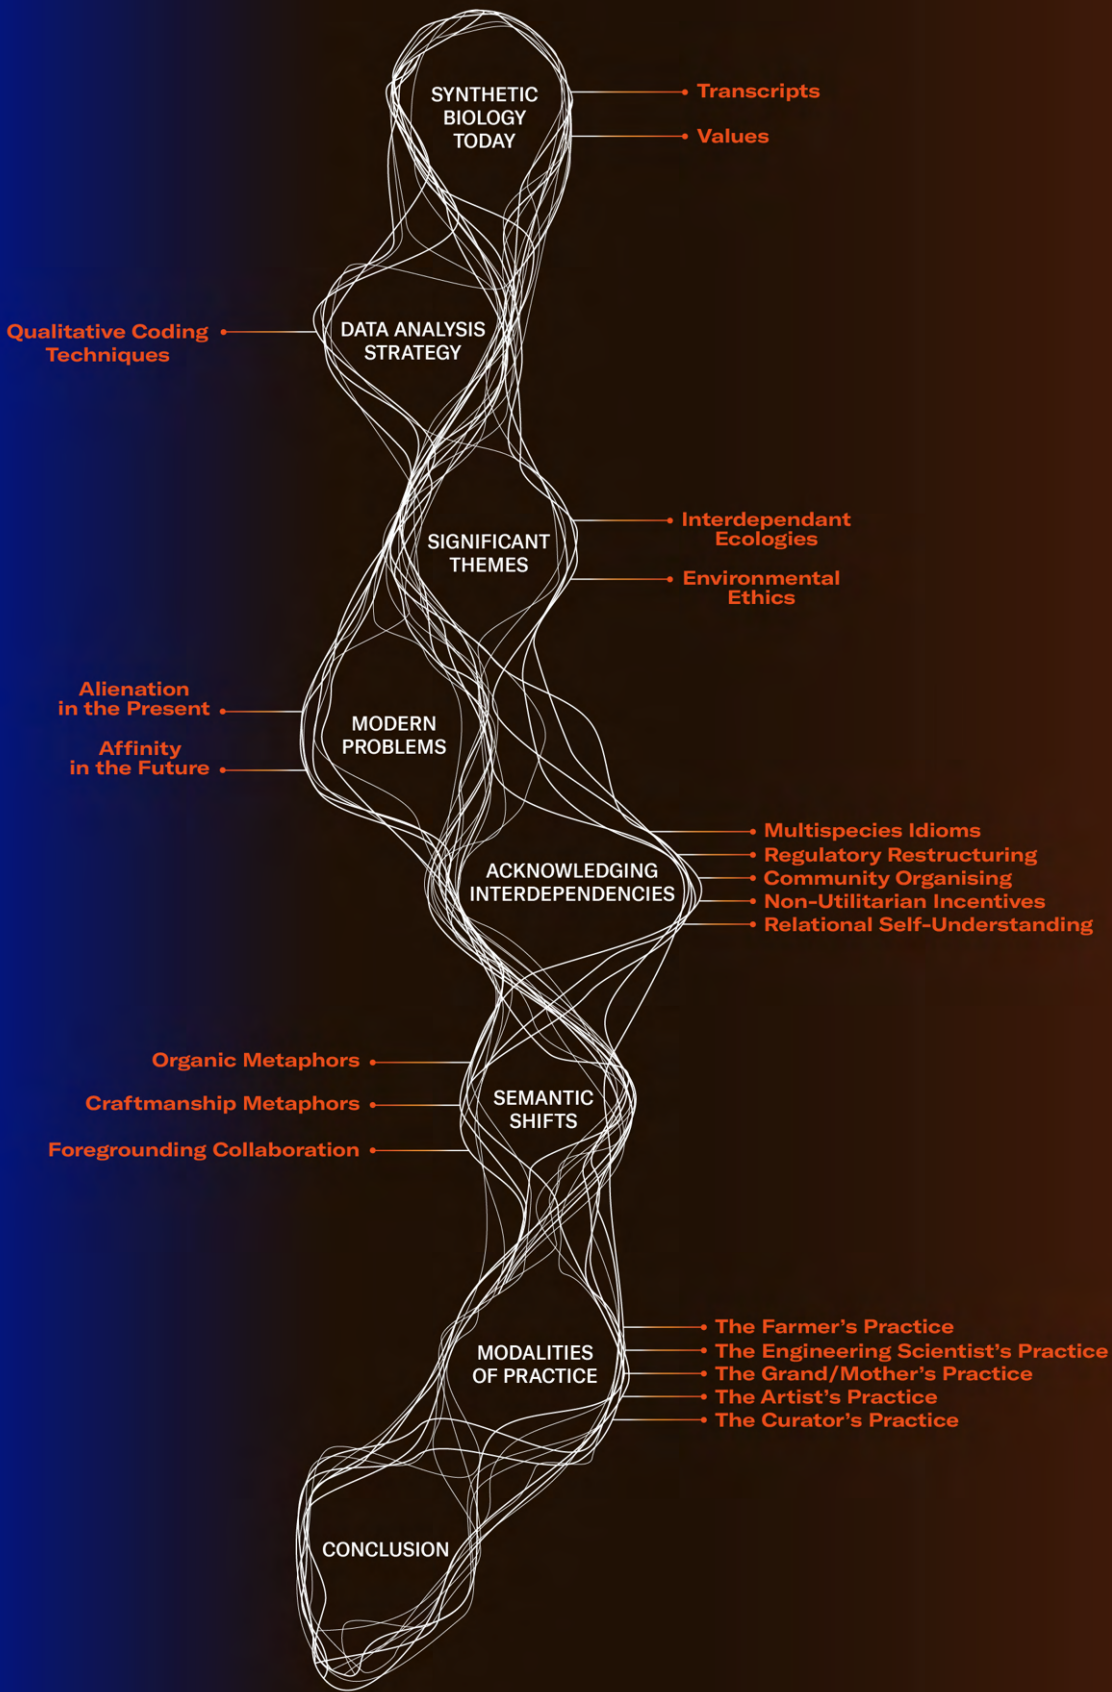 SYNTHETIC
BIOLOGY
TODAY
Transcripts
Values
DATA ANALYSIS
STRATEGY
Qualitative Coding
Techniques
SIGNIFICANT
THEMES
Interdependant
Ecologies
Environmental
Ethics
MODERN
PROBLEMS
Alienation
in the Present
Affinity
in the Future
ACKNOWLEDGING
INTERDEPENDENCIES
Multispecies Idioms
Regulatory Restructuring
Community Organising
Non-Utilitarian Incentives
Relational Self-Understanding
SEMANTIC
SHIFTS
Organic Metaphors
Craftmanship Metaphors
Foregrounding Collaboration
MODALITIES
OF PRACTICE
The Farmer's Practice
The Engineering Scientist's Practice
The Grand/Mother's Practice
The Artist's Practice
The Curator's Practice
CONCLUSION